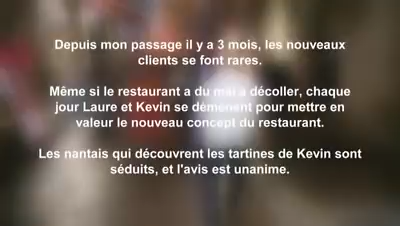 Depuis mon passage il y a 3 mois, les nouveaux
clients se font rares.
Même si le restaurant a du mal a décoller, chaque
jour Laure et Kevin se démènent pour mettre en
valeur le nouveau concept du restaurant.
Les nantais qui découvrent les tartines de Kevin sont
séduits, et l'avis est unanime.